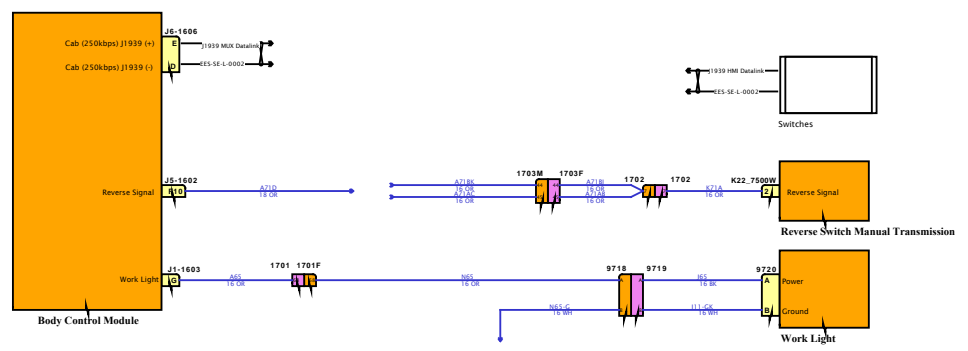 J6-1606
Cab (250kbps) J1939 (+)
E
J1939 MUX Datalink
Cab (250kbps) J1939 (-)
D
EES-SE-L-0002
J1939 HMI Datalink
EES-SE-L-0002
Switches
J5-1602
Reverse Signal
R10
A71D
18 OR
A71BK
16 OR
A71AC
16 OR
1703M
1703F
44
44
A71BJ
16 OR
A71AB
16 OR
1702
1702
K71A
16 OR
K22_7500W
2
Reverse Signal
Reverse Switch Manual Transmission
J1-1603
Work Light
G
A65
16 OR
1701
1701F
N65
16 OR
9718
9719
A
A
J65
16 BK
9720
A
Power
N65-G
16 WH
J11-GK
16 WH
B
Ground
Body Control Module
Work Light